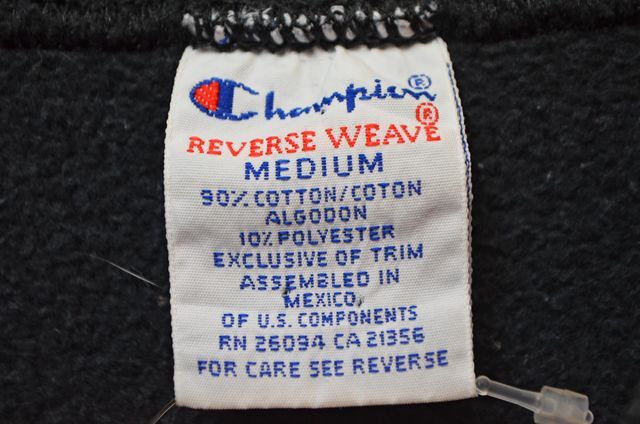 Champion®
REVERSE WEAVE®
MEDIUM
90% COTTON/COTON
ALGODON
10% POLYESTER
EXCLUSIVE OF TRIM
ASSEMBLED IN
MEXICO,
OF U.S. COMPONENTS
RN 26094 CA 21356
FOR CARE SEE REVERSE